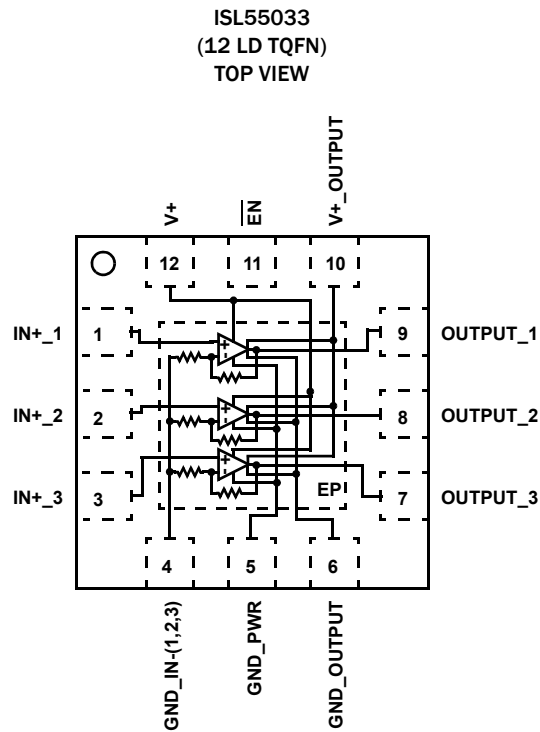 ISL55033
(12 LD TQFN)
TOP VIEW
V+
EN
V+_OUTPUT
12
11
10
IN+_1
1
+
-
9
OUTPUT_1
IN+_2
2
+
-
8
OUTPUT_2
IN+_3
3
+
-
EP
7
OUTPUT_3
4
5
6
GND_IN-(1,2,3)
GND_PWR
GND_OUTPUT